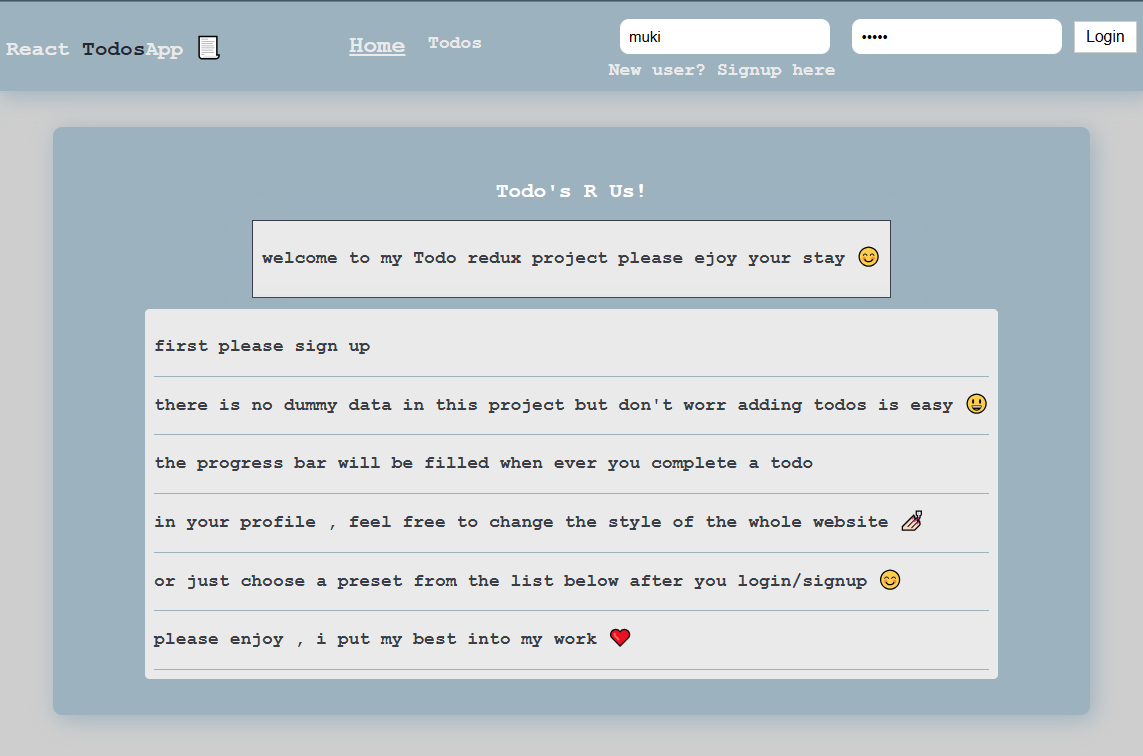 React TodosApp 📃
Home
Todos
muki
•••••
Login
New user? Signup here
Todo's R Us!
welcome to my Todo redux project please ejoy your stay 😊
first please sign up
there is no dummy data in this project but don't worr adding todos is easy 😃
the progress bar will be filled when ever you complete a todo
in your profile , feel free to change the style of the whole website 💅
or just choose a preset from the list below after you login/signup 😊
please enjoy , i put my best into my work ❤️